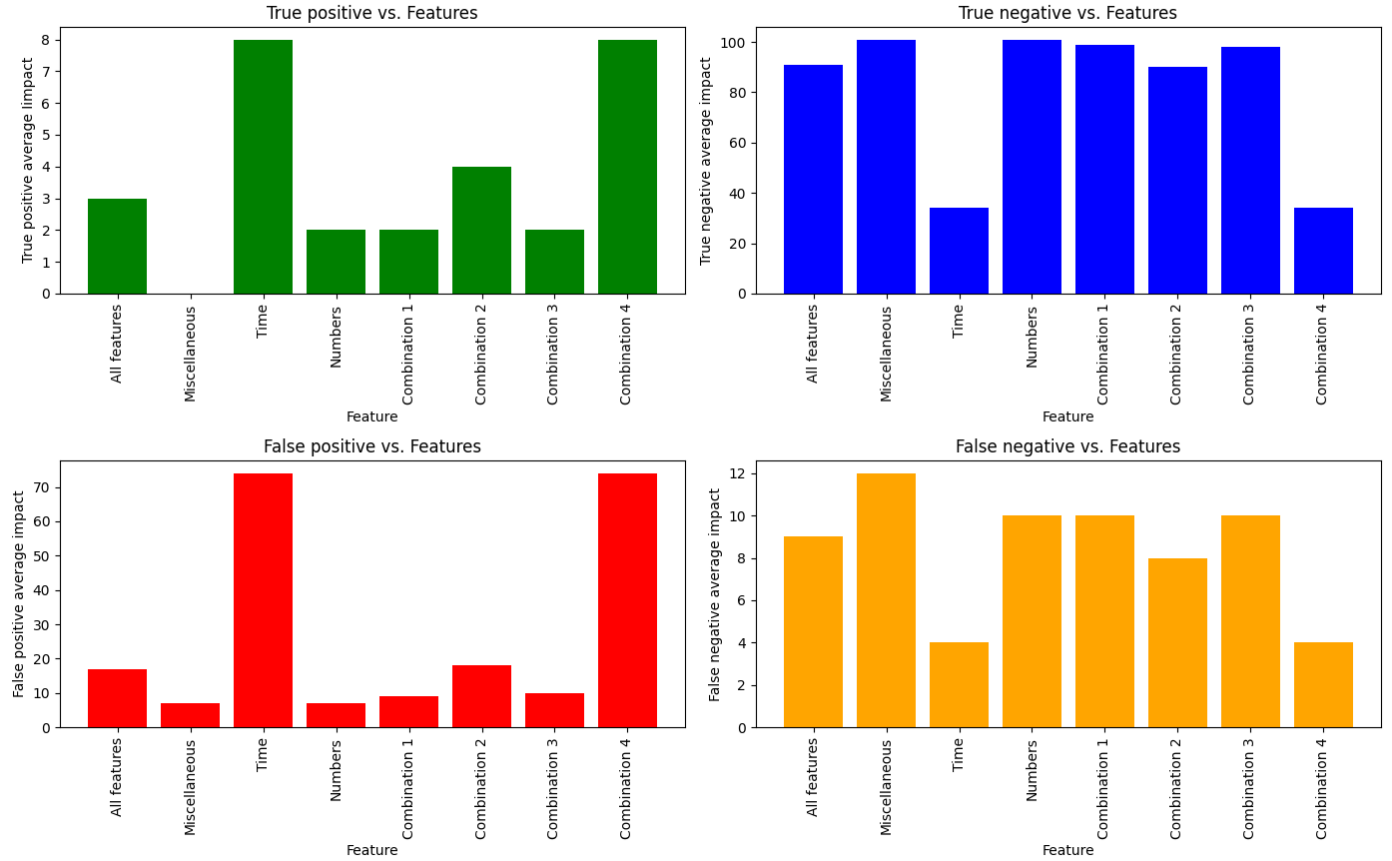 True positive vs. Features
True positive average Iimpact
8
7
6
5
4
3
2
1
0
All features
Miscellaneous
Time
Numbers
Combination 1
Combination 2
Combination 3
Combination 4
Feature
True negative vs. Features
True negative average impact
100
80
60
40
20
0
All features
Miscellaneous
Time
Numbers
Combination 1
Combination 2
Combination 3
Combination 4
Feature
False positive vs. Features
False positive average impact
70
60
50
40
30
20
10
0
All features
Miscellaneous
Time
Numbers
Combination 1
Combination 2
Combination 3
Combination 4
Feature
False negative vs. Features
False negative average impact
12
10
8
6
4
2
0
All features
Miscellaneous
Time
Numbers
Combination 1
Combination 2
Combination 3
Combination 4
Feature